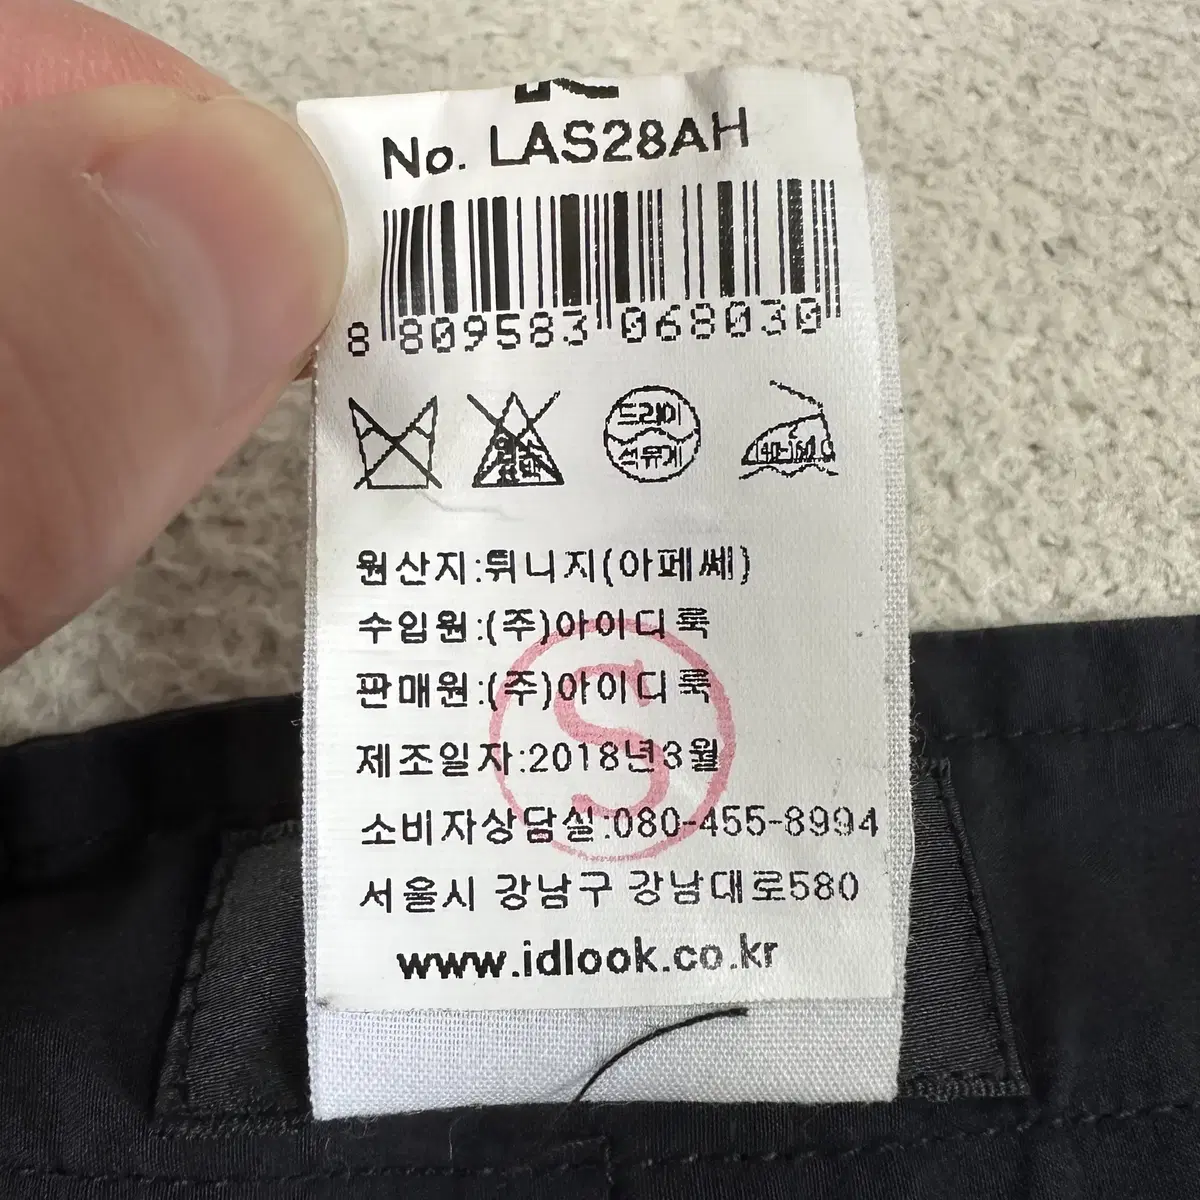 No. LAS28AH
8 809583 068030
드라이
석유계
140~160℃
원산지:튀니지(아페쎄)
수입원:(주)아이디룩
판매원:(주)아이디룩
제조일자:2018년3월
S
소비자상담실:080-455-8994
서울시 강남구 강남대로580
www.idlook.co.kr